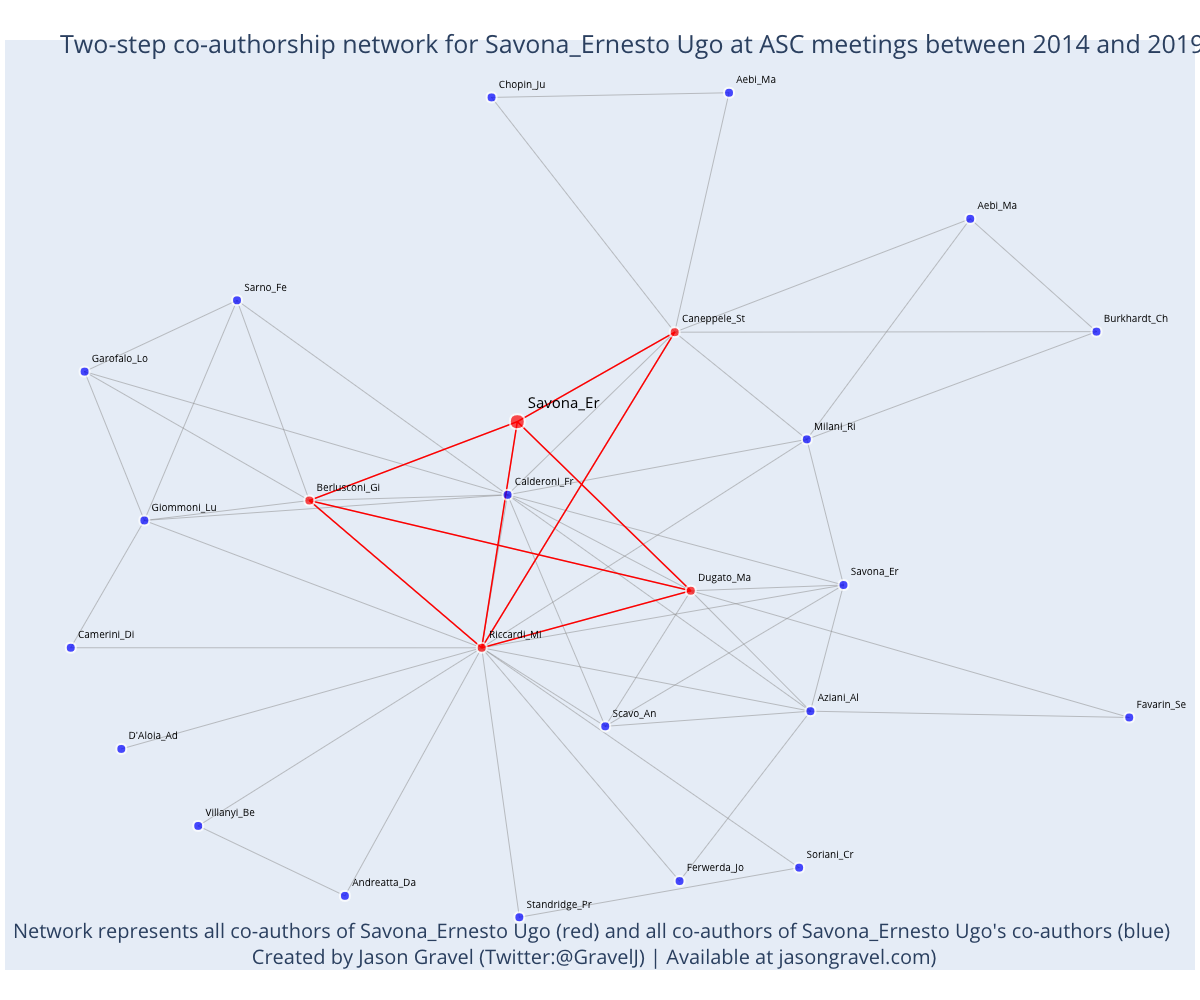 Two-step co-authorship network for Savona_Ernesto Ugo at ASC meetings between 2014 and 2019
Chopin_Ju
Aebi_Ma
Aebi_Ma
Sarno_Fe
Caneppele_St
Burkhardt_Ch
Garofalo_Lo
Savona_Er
Milani_Ri
Berlusconi_Gi
Calderoni_Fr
Giommoni_Lu
Dugato_Ma
Savona_Er
Camerini_Di
Riccardi_Mi
Scavo_An
Aziani_Al
Favarin_Se
D'Aloia_Ad
Villanyi_Be
Andreatta_Da
Ferwerda_Jo
Soriani_Cr
Standridge_Pr
Network represents all co-authors of Savona_Ernesto Ugo (red) and all co-authors of Savona_Ernesto Ugo's co-authors (blue)
Created by Jason Gravel (Twitter:@GravelJ) | Available at jasongravel.com)